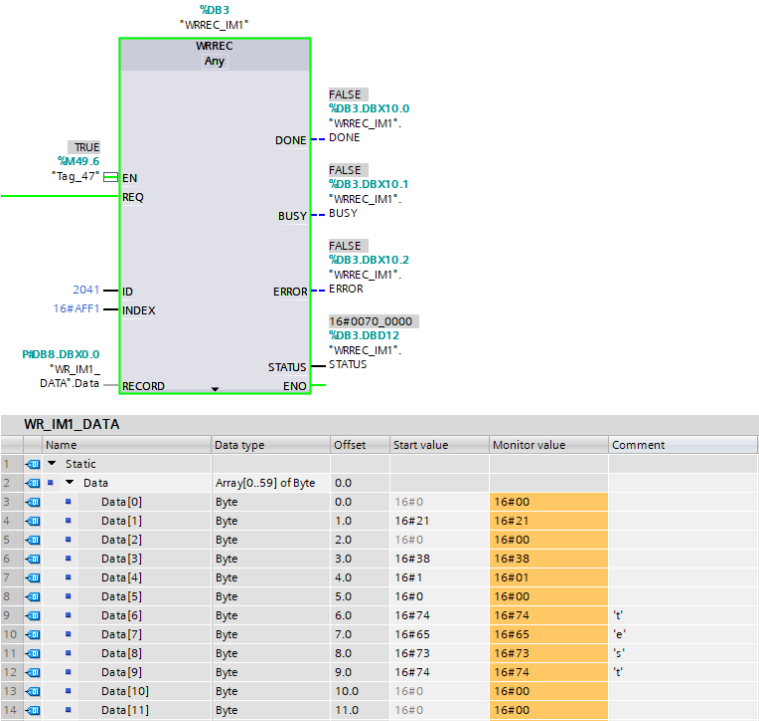 %DB3
"WRREC_IM1"
WRREC
Any
FALSE
%DB3.DBX10.0
"WRREC_IM1".
DONE DONE
TRUE
%M49.6
"Tag_47" EN
REQ
FALSE
%DB3.DBX10.1
"WRREC_IM1".
BUSY BUSY
FALSE
%DB3.DBX10.2
"WRREC_IM1".
2041 ID ERROR ERROR
16#AFF1 INDEX
16#0070_0000
%DB3.DBD12
"WRREC_IM1".
STATUS STATUS
P#DB8.DBX0.0
"WR_IM1_
DATA".Data RECORD ENO
WR_IM1_DATA
Name Data type Offset Start value Monitor value Comment
1 Static
2 Data Array[0..59] of Byte 0.0
3 Data[0] Byte 0.0 16#0 16#00
4 Data[1] Byte 1.0 16#21 16#21
5 Data[2] Byte 2.0 16#0 16#00
6 Data[3] Byte 3.0 16#38 16#38
7 Data[4] Byte 4.0 16#1 16#01
8 Data[5] Byte 5.0 16#0 16#00
9 Data[6] Byte 6.0 16#74 16#74 't'
10 Data[7] Byte 7.0 16#65 16#65 'e'
11 Data[8] Byte 8.0 16#73 16#73 's'
12 Data[9] Byte 9.0 16#74 16#74 't'
13 Data[10] Byte 10.0 16#0 16#00
14 Data[11] Byte 11.0 16#0 16#00